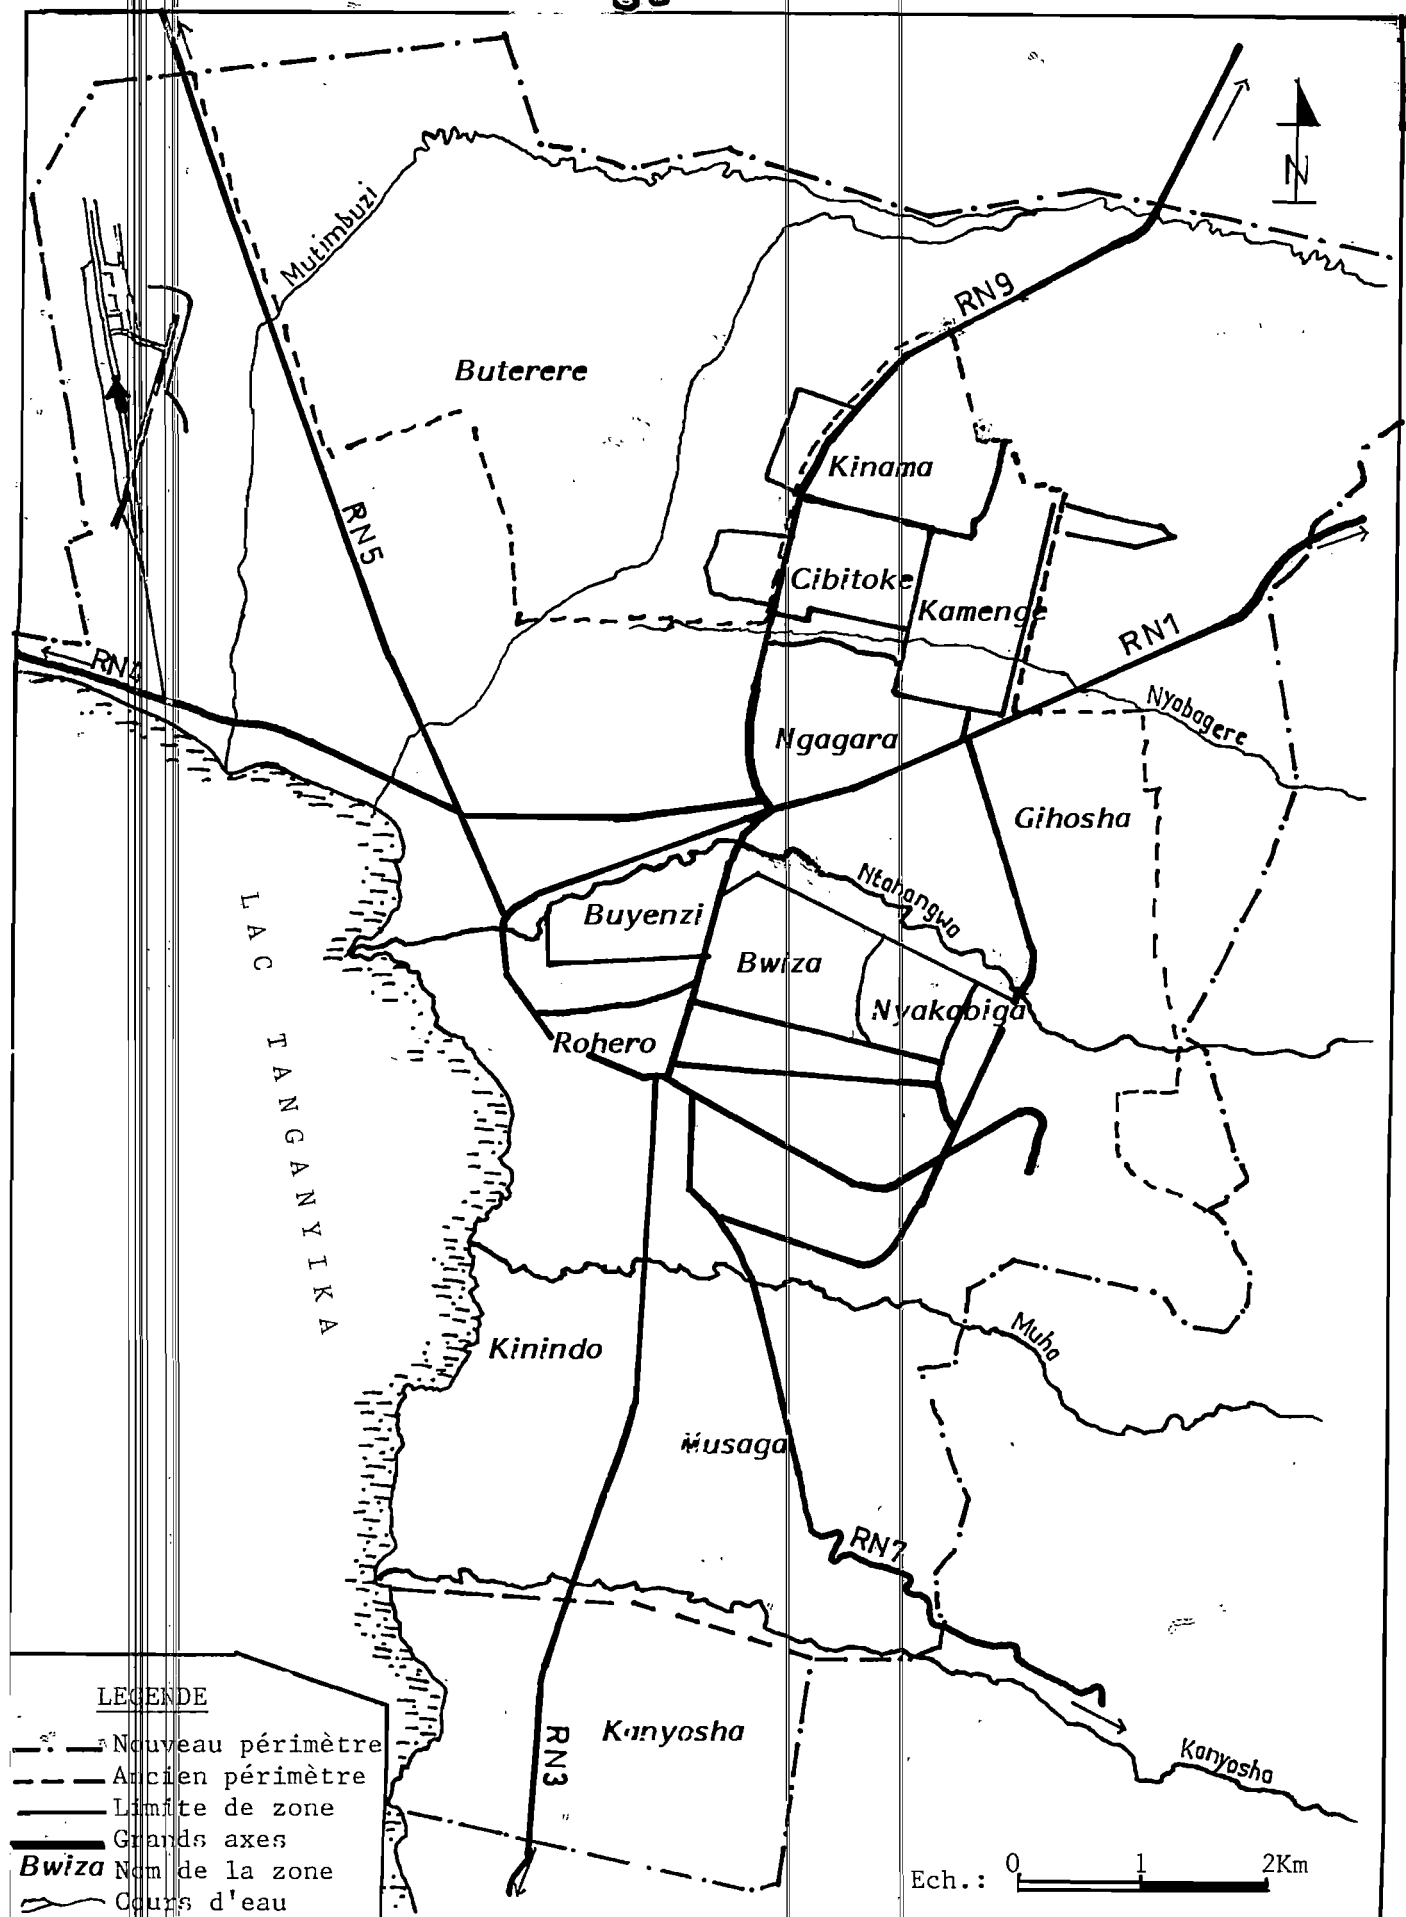 N
Mutimbuzi
RN9
Buterere
Kinama
RN5
Cibitoke
Kamenge
RN1
RN4
Nyabagere
Ngagara
Gihosha
Ntahangwa
Buyenzi
Bwiza
Nyakabiga
LAC TANGANYIKA
Rohero
Muha
Kinindo
Musaga
RN7
Kanyosha
RN3
Kanyosha
LEGENDE
Nouveau périmètre
Ancien périmètre
Limite de zone
Grands axes
Bwiza Nom de la zone
Cours d'eau
Ech.: 0 1 2Km